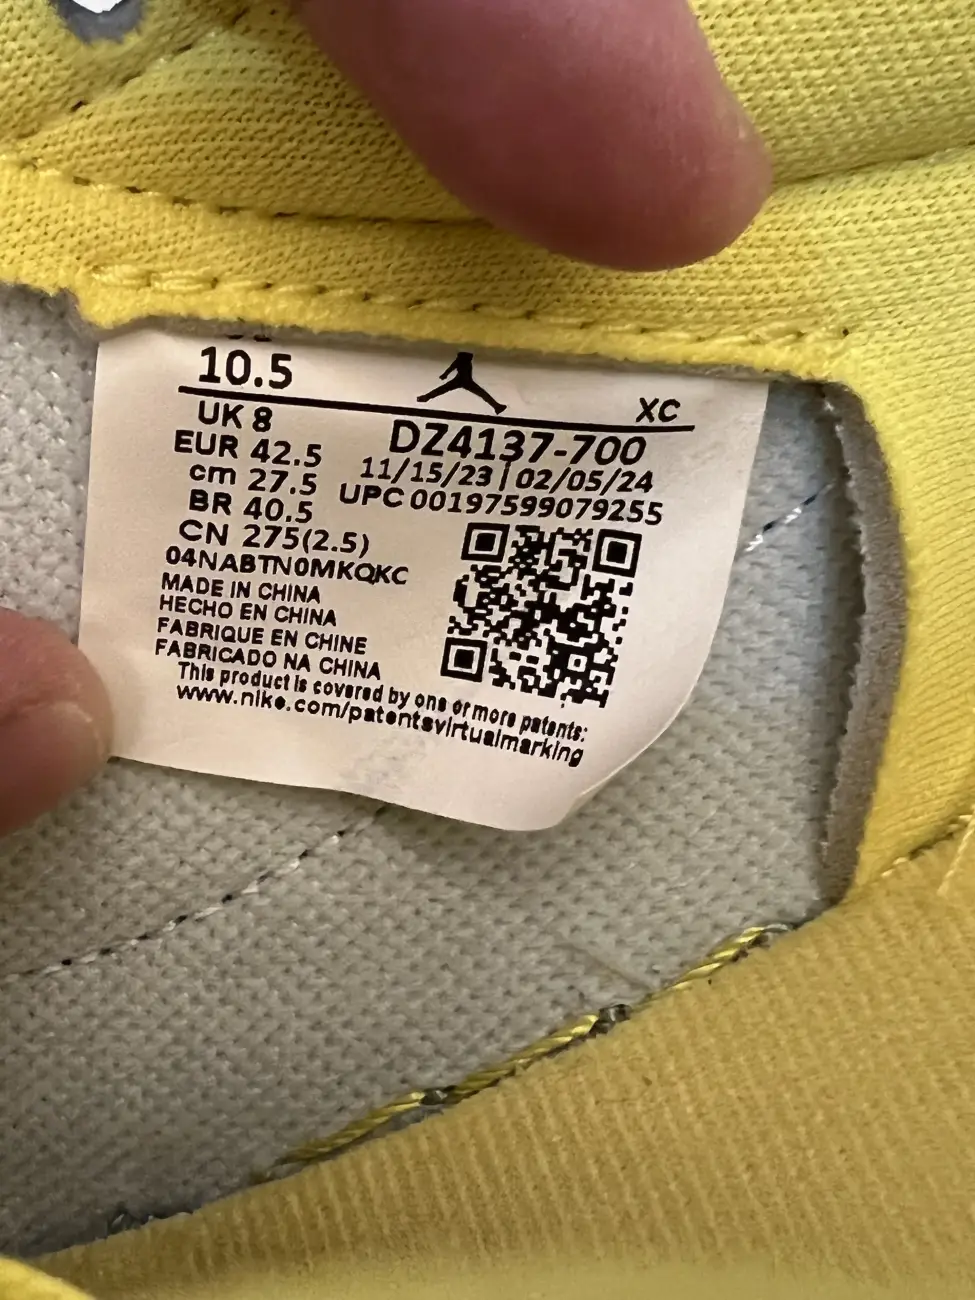 10.5
XC
UK 8
EUR 42.5
cm 27.5
BR 40.5
CN 275(2.5)
DZ4137-700
11/15/23 | 02/05/24
UPC 00197599079255
04NABTN0MKQKC
MADE IN CHINA
HECHO EN CHINA
FABRIQUE EN CHINE
FABRICADO NA CHINA
This product is covered by one or more patents:
www.nike.com/patentsvirtualmarking